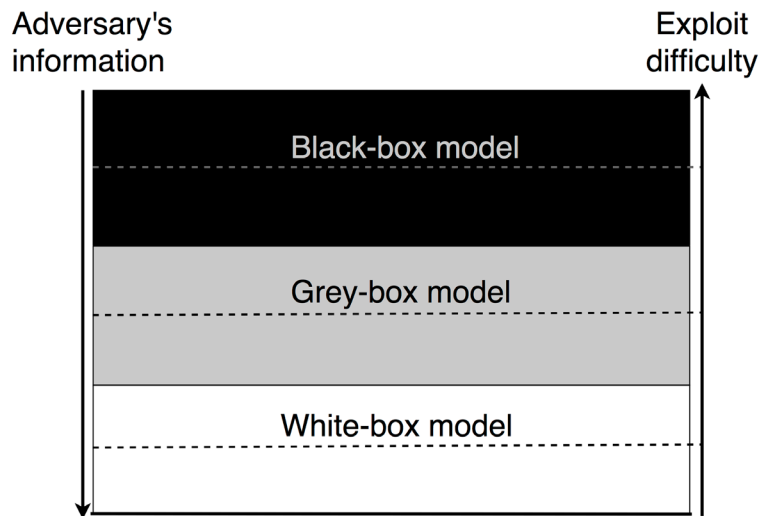 Adversary's
information
Exploit
difficulty
Black-box model
Grey-box model
White-box model